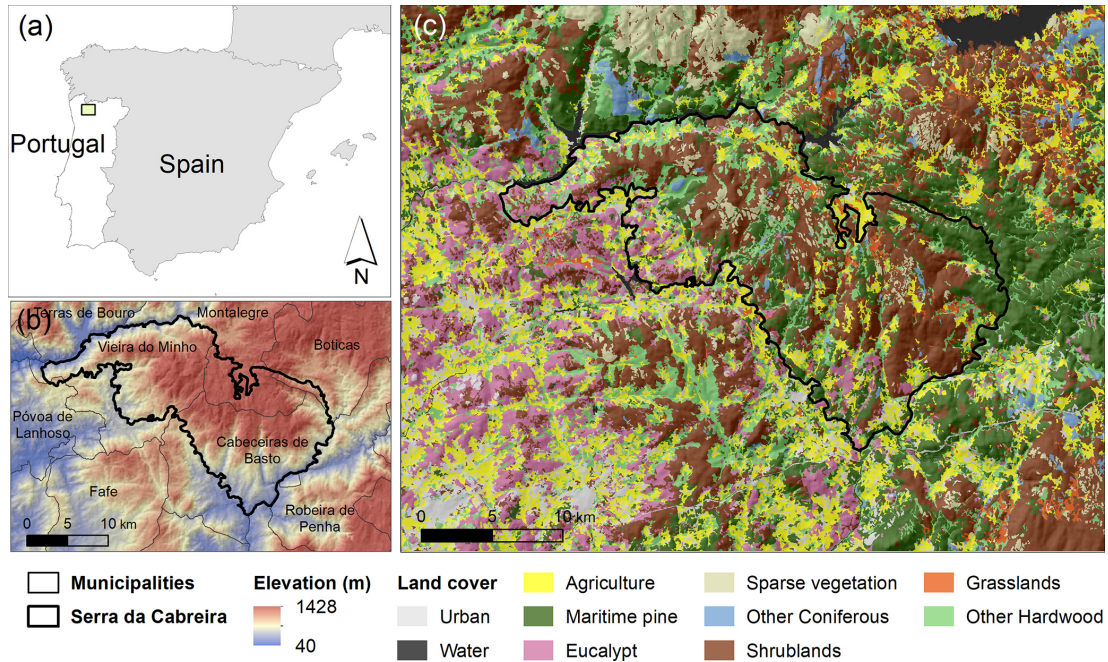 (a)
Portugal
Spain
N
(b)
Terras de Bouro
Montalegre
Vieira do Minho
Boticas
Póvoa de
Lanhoso
Cabeceiras de
Basto
Fafe
Robeira de
Penha
0 5 10 km
(c)
0 5 10 km
Municipalities
Serra da Cabreira
Elevation (m)
1428
40
Land cover
Urban
Water
Agriculture
Maritime pine
Eucalypt
Sparse vegetation
Other Coniferous
Shrublands
Grasslands
Other Hardwood